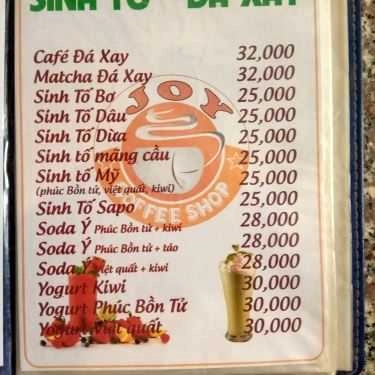 SINH TỐ - ĐÁ XAY
Café Đá Xay 32,000
Matcha Đá Xay 32,000
Sinh Tố Bơ 25,000
Sinh Tố Dâu 25,000
Sinh Tố Dừa 25,000
Sinh tố mãng cầu 25,000
Sinh tố Mỹ 25,000
(phúc Bồn tử, việt quất, kiwi)
Sinh Tố Sapo 25,000
Soda Ý Phúc Bồn tử + kiwi 28,000
Soda Ý Phúc Bồn tử + táo 28,000
Soda Ý việt quất + kiwi 28,000
Yogurt Kiwi 30,000
Yogurt Phúc Bồn Tử 30,000
Yogurt việt quất 30,000
JOY
COFFEE SHOP